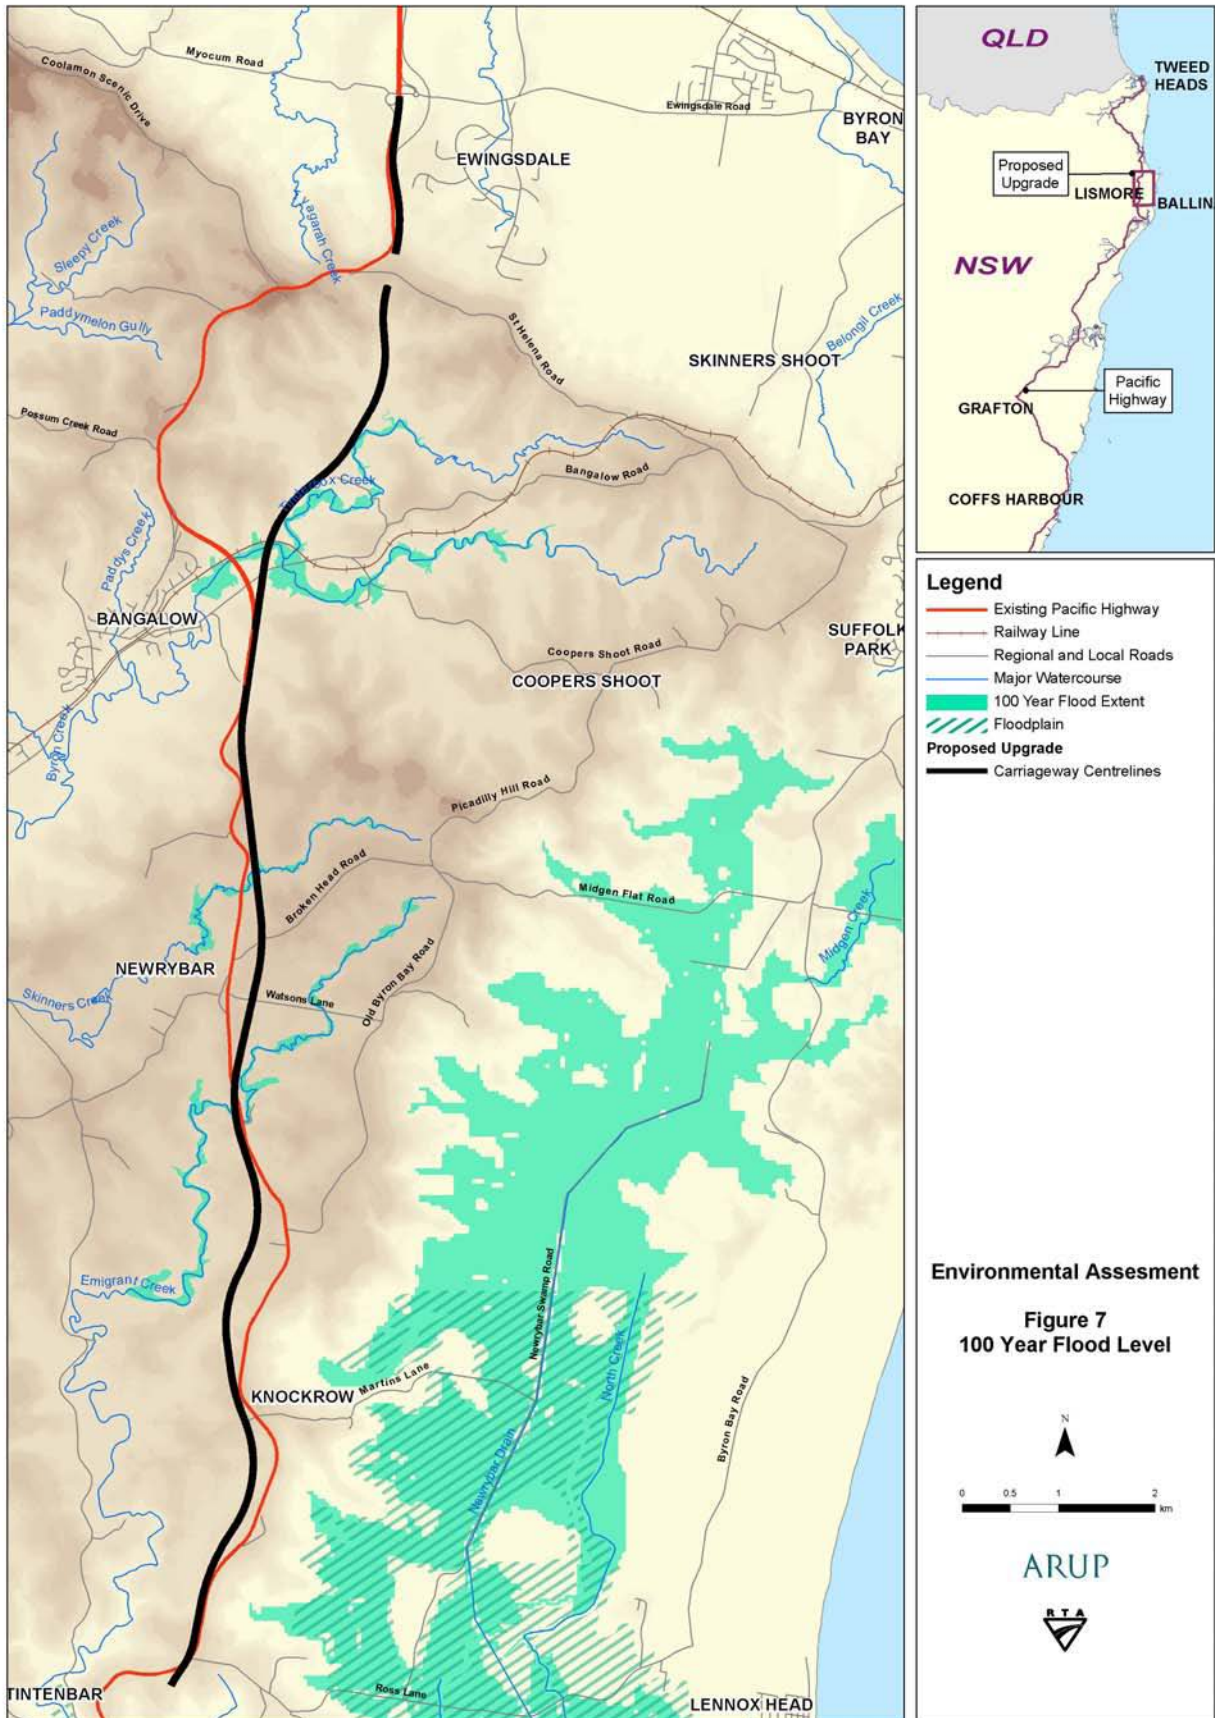 Myocum Road
Coolamon Scenic Drive
Ewingsdale Road
BYRON
BAY
EWINGSDALE
Sleepy Creek
Paddymelon Gully
St Helena Road
Belongil Creek
SKINNERS SHOOT
Possum Creek Road
Bangalow Road
Paddys Creek
BANGALOW
SUFFOLK
PARK
Coopers Shoot Road
COOPERS SHOOT
Byron Creek
Picadilly Hill Road
Broken Head Road
Midgen Flat Road
Midgen Creek
NEWRYBAR
Skinners Creek
Watsons Lane
Old Byron Bay Road
Emigrant Creek
Newrybar Swamp Road
North Creek
KNOCKROW
Martins Lane
Byron Bay Road
Newrybar Drain
TINTENBAR
Ross Lane
LENNOX HEAD
QLD
TWEED
HEADS
Proposed
Upgrade
LISMORE
BALLIN
NSW
Pacific
Highway
GRAFTON
COFFS HARBOUR
Legend
Existing Pacific Highway
Railway Line
Regional and Local Roads
Major Watercourse
100 Year Flood Extent
Floodplain
Proposed Upgrade
Carriageway Centrelines
Environmental Assesment
Figure 7
100 Year Flood Level
N
0 0.5 1 2
km
ARUP
RTA